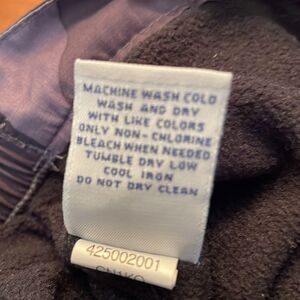 MACHINE WASH COLD
WASH AND DRY
WITH LIKE COLORS
ONLY NON-CHLORINE
BLEACH WHEN NEEDED
TUMBLE DRY LOW
COOL IRON
DO NOT DRY CLEAN
425002001